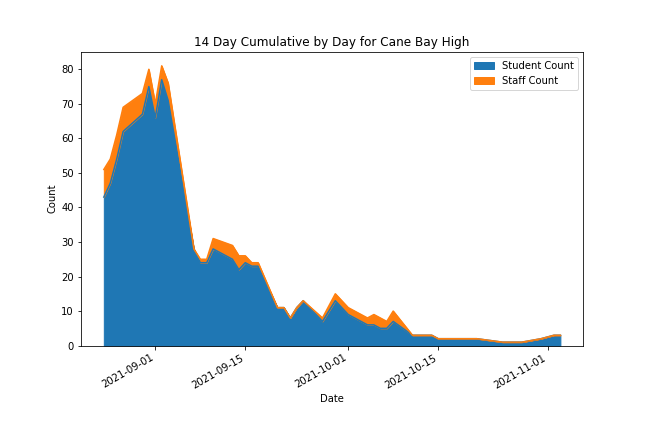 14 Day Cumulative by Day for Cane Bay High
Student Count
Staff Count
80
70
60
50
40
30
20
10
0
Count
2021-09-01
2021-09-15
2021-10-01
2021-10-15
2021-11-01
Date